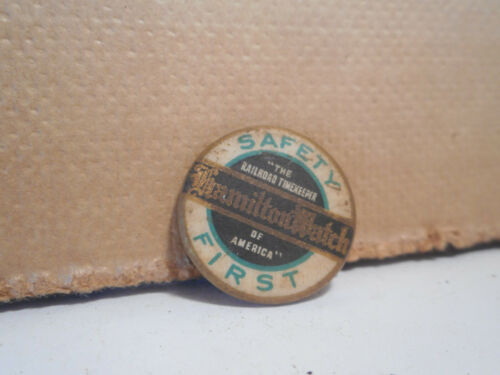 SAFETY
"THE
RAILROAD TIMEKEEPER
Hamilton Watch
OF
AMERICA"
FIRST